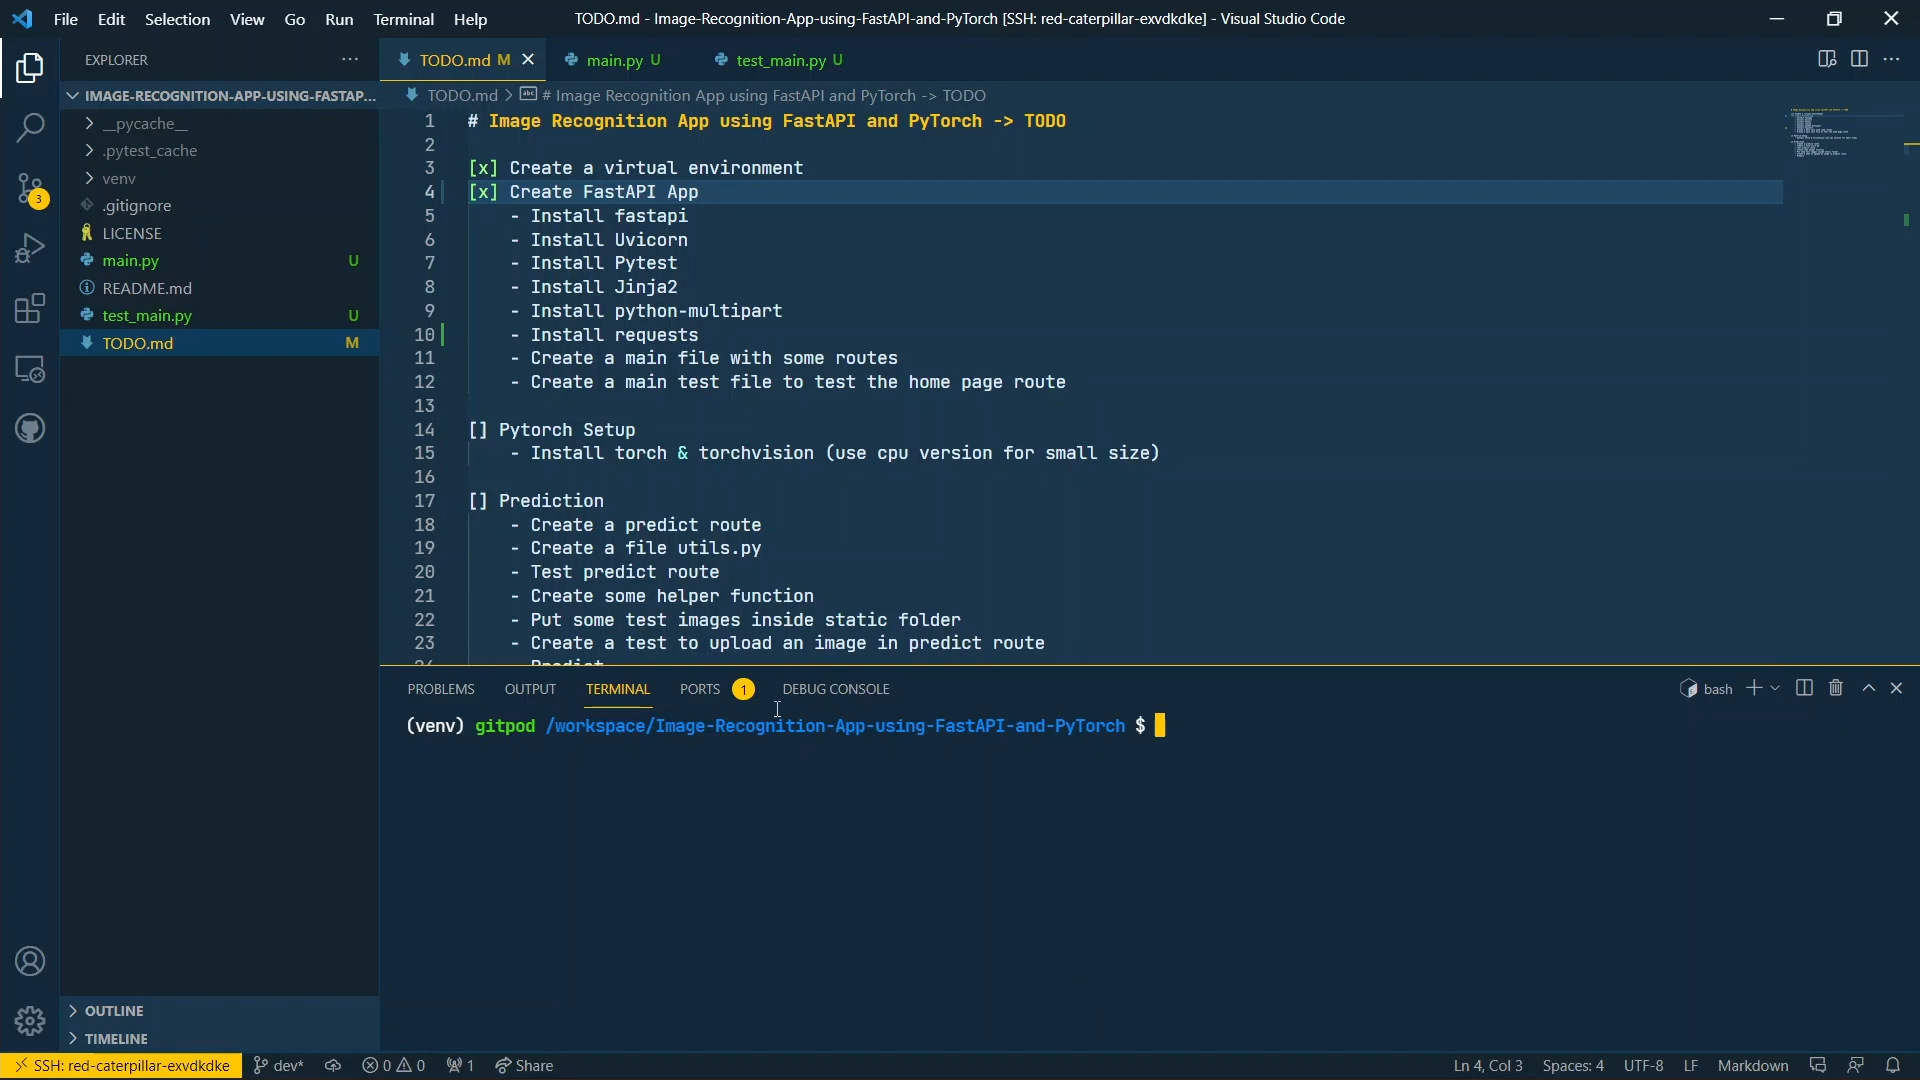 File Edit Selection View Go Run Terminal Help
TODO.md - Image-Recognition-App-using-FastAPI-and-PyTorch [SSH: red-caterpillar-exvdkdke] - Visual Studio Code
EXPLORER
TODO.md M
main.py U
test_main.py U
IMAGE-RECOGNITION-APP-USING-FASTAP...
TODO.md > # Image Recognition App using FastAPI and PyTorch -> TODO
__pycache__
.pytest_cache
venv
.gitignore
LICENSE
main.py U
README.md
test_main.py U
TODO.md M
3
1 # Image Recognition App using FastAPI and PyTorch -> TODO
2
3 [x] Create a virtual environment
4 [x] Create FastAPI App
5 - Install fastapi
6 - Install Uvicorn
7 - Install Pytest
8 - Install Jinja2
9 - Install python-multipart
10 - Install requests
11 - Create a main file with some routes
12 - Create a main test file to test the home page route
13
14 [] Pytorch Setup
15 - Install torch & torchvision (use cpu version for small size)
16
17 [] Prediction
18 - Create a predict route
19 - Create a file utils.py
20 - Test predict route
21 - Create some helper function
22 - Put some test images inside static folder
23 - Create a test to upload an image in predict route
24 - Predict
PROBLEMS OUTPUT TERMINAL PORTS 1 DEBUG CONSOLE
bash
(venv) gitpod /workspace/Image-Recognition-App-using-FastAPI-and-PyTorch $
OUTLINE
TIMELINE
SSH: red-caterpillar-exvdkdke dev* 0 0 1 Share
Ln 4, Col 3 Spaces: 4 UTF-8 LF Markdown